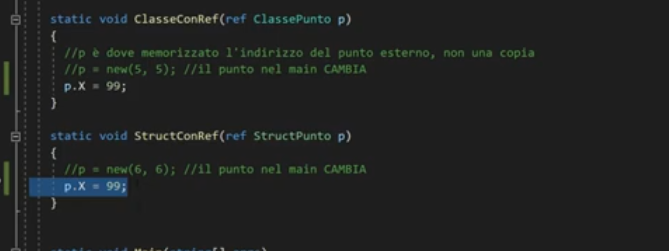 static void ClasseConRef(ref ClassePunto p)
{
//p è dove memorizzato l'indirizzo del punto esterno, non una copia
//p = new(5, 5); //il punto nel main CAMBIA
p.X = 99;
}
static void StructConRef(ref StructPunto p)
{
//p = new(6, 6); //il punto nel main CAMBIA
p.X = 99;
}
static void Main(string[] args)